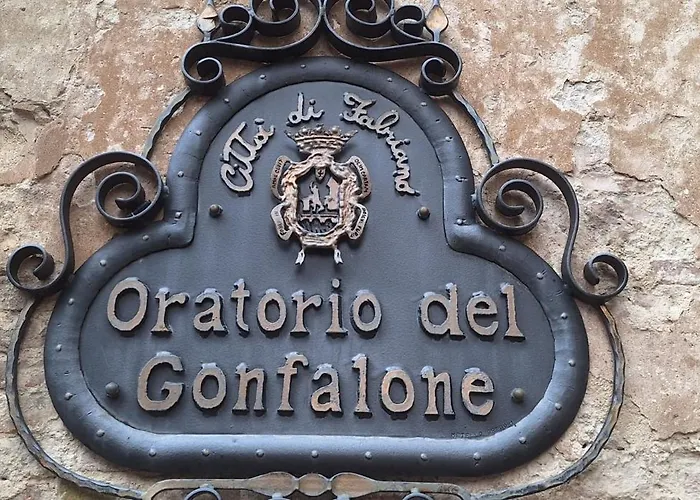 Città di Fabriano
Oratorio del
Gonfalone